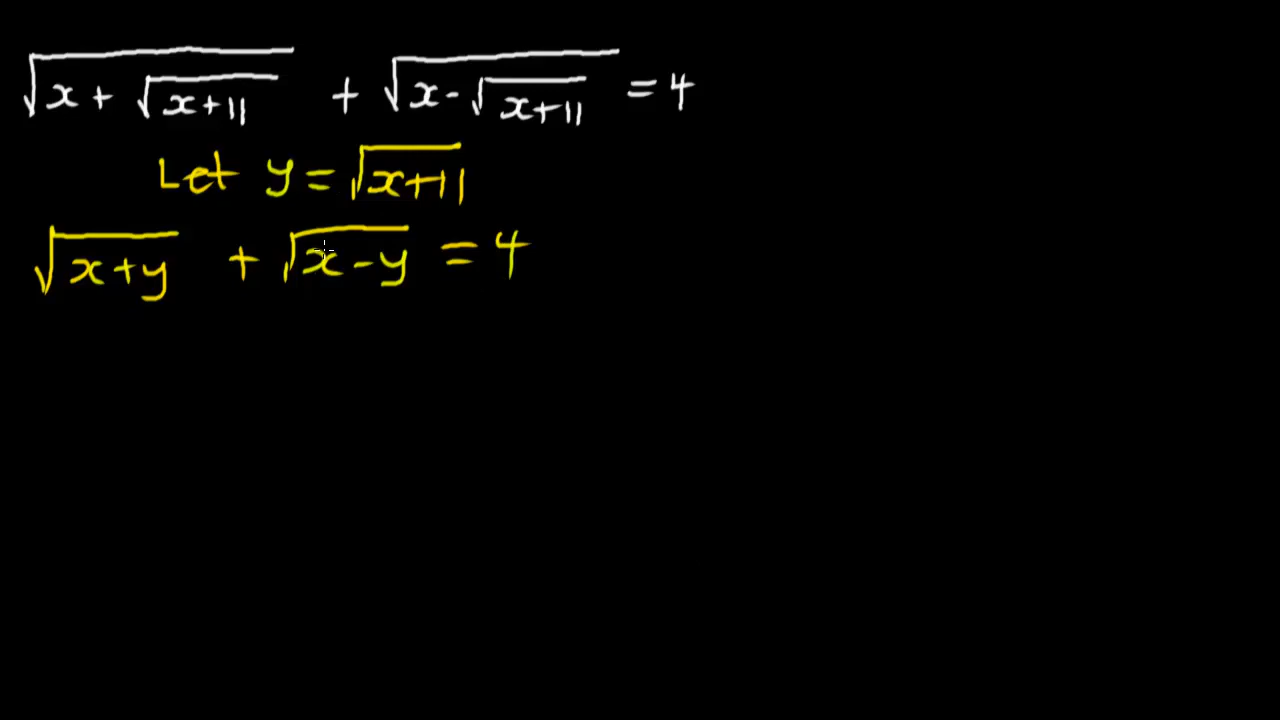 √(x + √(x+11)) + √(x - √(x+11)) = 4
Let y = √(x+11)
√(x+y) + √(x-y) = 4